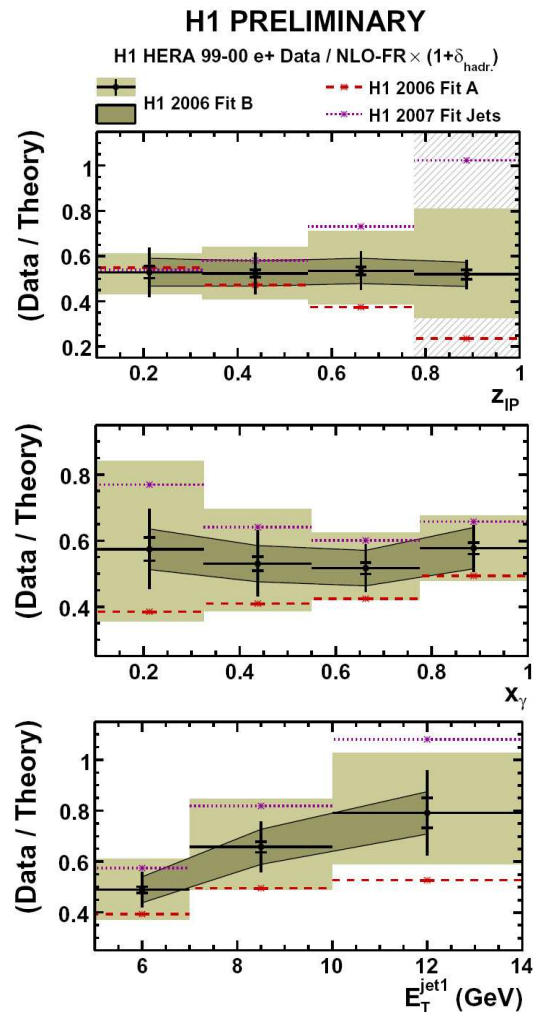 H1 PRELIMINARY
H1 HERA 99-00 e+ Data / NLO-FR × (1+δhadr.)
H1 2006 Fit B
H1 2006 Fit A
H1 2007 Fit Jets
(Data / Theory)
1
0.8
0.6
0.4
0.2
0.2 0.4 0.6 0.8 1
zIP
(Data / Theory)
0.8
0.6
0.4
0.2 0.4 0.6 0.8 1
xγ
(Data / Theory)
1
0.8
0.6
0.4
6 8 10 12 14
ETjet1 (GeV)